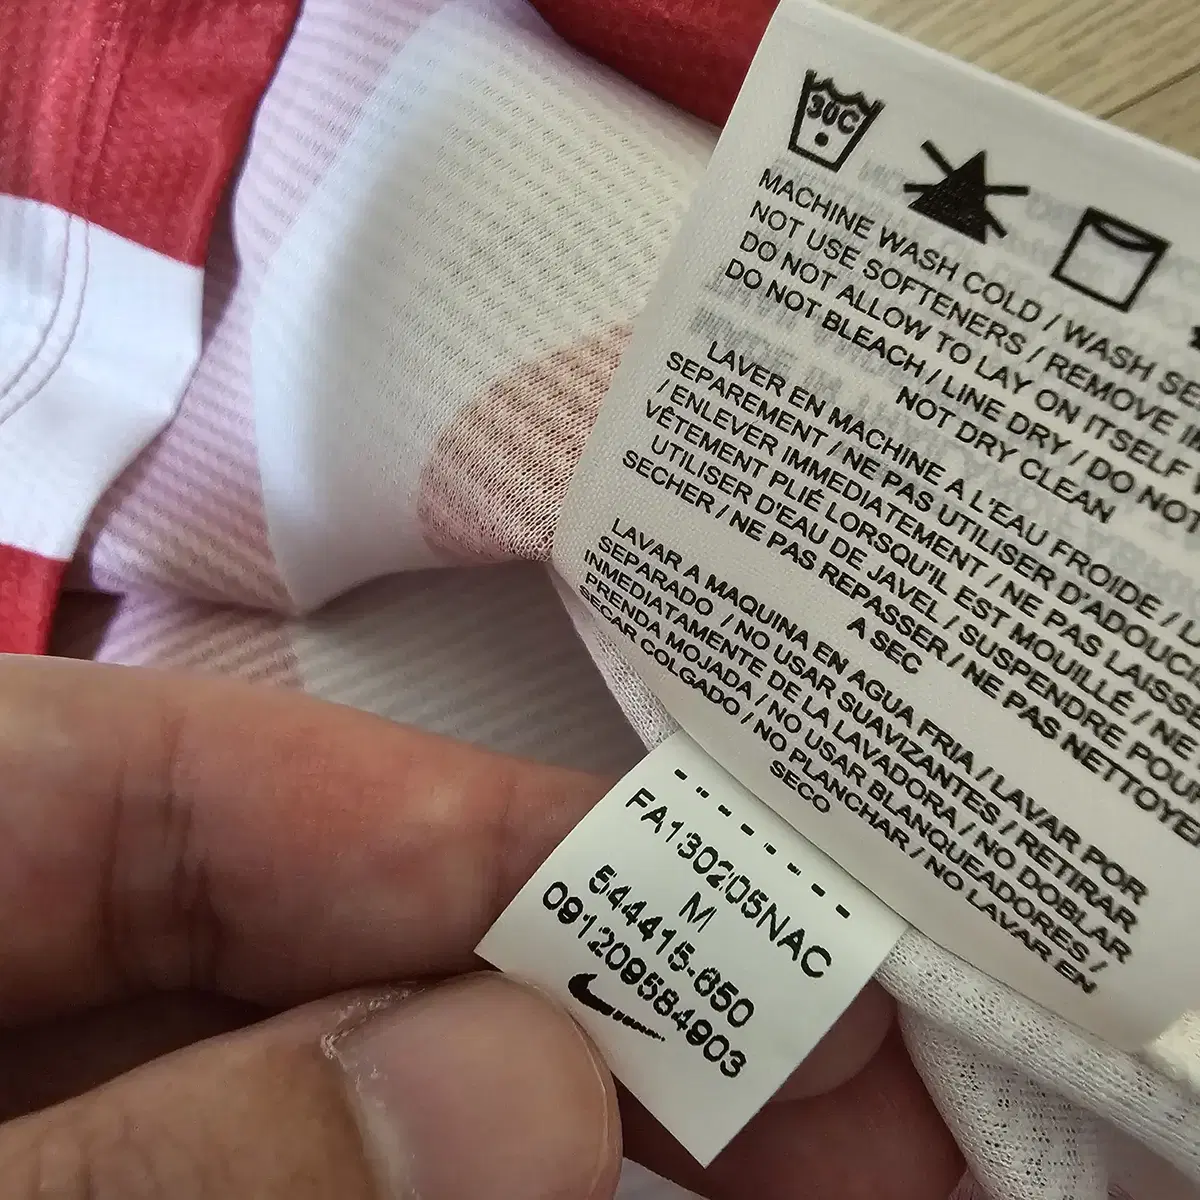 30C
MACHINE WASH COLD / WASH SE
NOT USE SOFTENERS / REMOVE I
DO NOT ALLOW TO LAY ON ITSELF
DO NOT BLEACH / LINE DRY / DO NOT
NOT DRY CLEAN
LAVER EN MACHINE A L'EAU FROIDE /
SEPAREMENT / NE PAS UTILISER D'ADOUCI
/ ENLEVER IMMEDIATEMENT / NE PAS LAISSE
VÊTEMENT PLIÉ LORSQU'IL EST MOUILLÉ / NE
UTILISER D'EAU DE JAVEL / SUSPENDRE POUR
SECHER / NE PAS REPASSER / NE PAS NETTOYE
A SEC
LAVAR A MAQUINA EN AGUA FRIA / LAVAR POR
SEPARADO / NO USAR SUAVIZANTES / RETIRAR
INMEDIATAMENTE DE LA LAVADORA / NO DOBLAR
PRENDA MOJADA / NO USAR BLANQUEADORES /
SECAR COLGADO / NO PLANCHAR / NO LAVAR EN
SECO
FA130205NAC
M
544415-650
091209584903